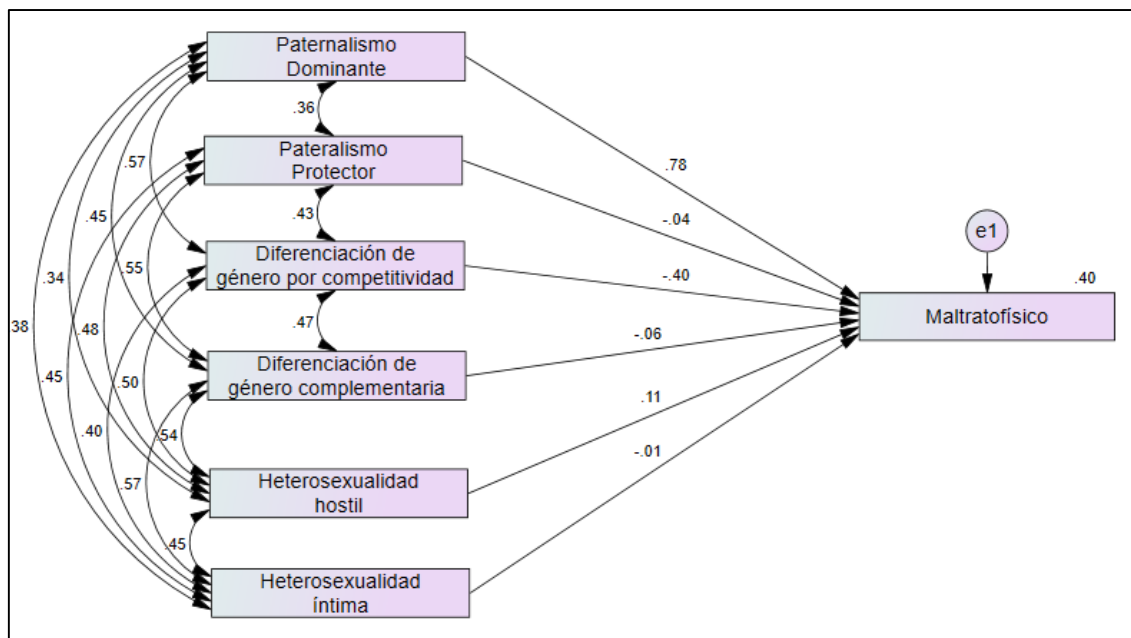 Paternalismo
Dominante
.36
Pateralismo
Protector
.57
.78
.43
-.04
e1
.45
Diferenciación de
género por competitividad
.55
-.40
.40
.34
.48
.47
Maltratofísico
.38
-.06
Diferenciación de
género complementaria
.45
.50
.11
.40
.54
-.01
Heterosexualidad
hostil
.57
.45
Heterosexualidad
íntima